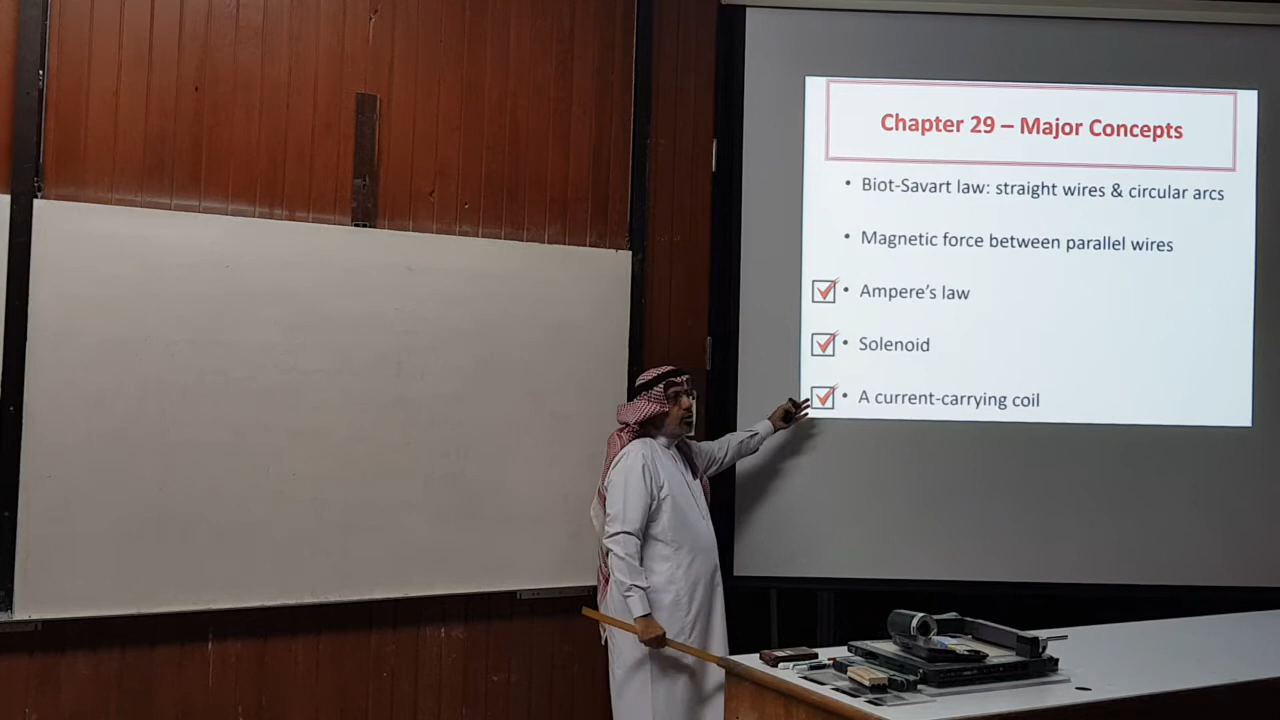 Chapter 29 – Major Concepts
• Biot-Savart law: straight wires & circular arcs
• Magnetic force between parallel wires
• Ampere’s law
• Solenoid
• A current-carrying coil